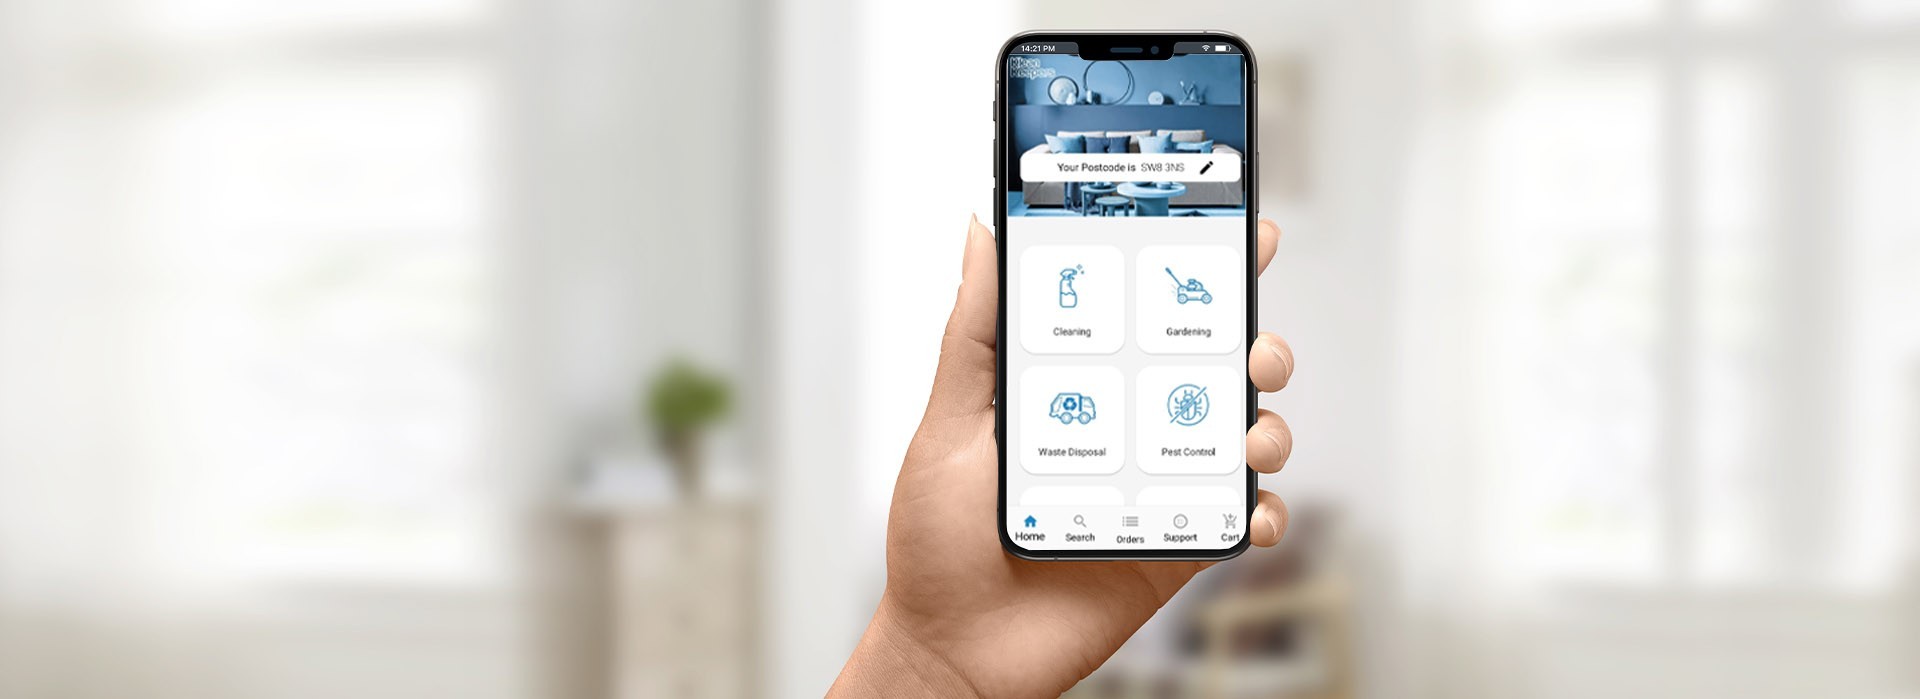 14:21 PM
Klean
Keepers
Your Postcode is SW8 3NS
Cleaning
Gardening
Waste Disposal
Pest Control
Home
Search
Orders
Support
Cart